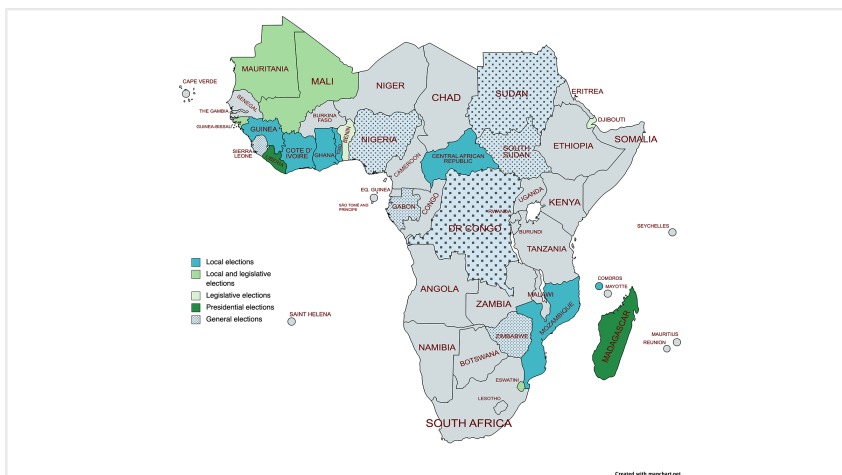 MAURITANIA
MALI
NIGER
CHAD
SUDAN
ERITREA
CAPE VERDE
SENEGAL
THE GAMBIA
GUINEA-BISSAU
GUINEA
BURKINA
FASO
BENIN
TOGO
NIGERIA
DJIBOUTI
SOMALIA
SIERRA
LEONE
LIBERIA
COTE D'
IVOIRE
GHANA
CAMEROON
CENTRAL AFRICAN
REPUBLIC
SOUTH
SUDAN
ETHIOPIA
EQ. GUINEA
SÃO TOMÉ AND
PRINCIPE
GABON
CONGO
DR CONGO
UGANDA
RWANDA
BURUNDI
KENYA
TANZANIA
SEYCHELLES
Local elections
Local and legislative
elections
Legislative elections
Presidential elections
General elections
SAINT HELENA
ANGOLA
ZAMBIA
MALAWI
MOZAMBIQUE
COMOROS
MAYOTTE
MADAGASCAR
MAURITIUS
REUNION
NAMIBIA
BOTSWANA
ZIMBABWE
ESWATINI
LESOTHO
SOUTH AFRICA
Created with mapchart.net